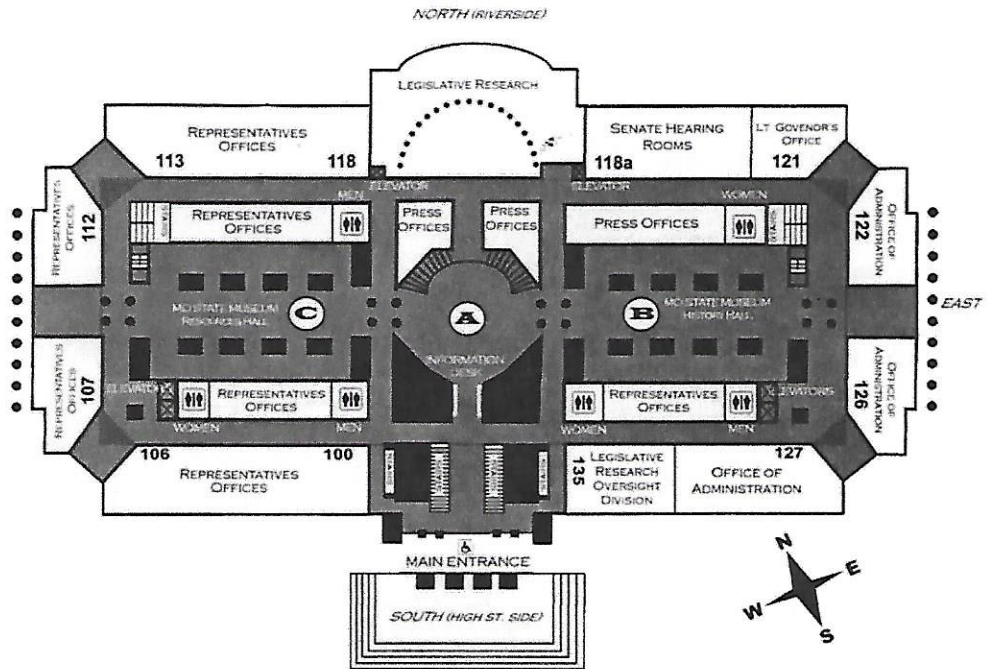 NORTH (RIVERSIDE)
LEGISLATIVE RESEARCH
REPRESENTATIVES
OFFICES
113
118
SENATE HEARING
ROOMS
118a
LT GOVENOR'S
OFFICE
121
ELEVATOR
MEN
ELEVATOR
WOMEN
REPRESENTATIVES
OFFICES
112
STAIRS
REPRESENTATIVES
OFFICES
PRESS
OFFICES
PRESS
OFFICES
PRESS OFFICES
STAIRS
122
OFFICE OF
ADMINISTRATION
MO STATE MUSEUM
RESOURCES HALL
C
A
B
MO STATE MUSEUM
HISTORY HALL
EAST
INFORMATION
DESK
REPRESENTATIVES
OFFICES
107
ELEVATORS
REPRESENTATIVES
OFFICES
REPRESENTATIVES
OFFICES
ELEVATORS
126
OFFICE OF
ADMINISTRATION
WOMEN
MEN
WOMEN
MEN
106
100
REPRESENTATIVES
OFFICES
STAIRS
STAIRS
135
LEGISLATIVE
RESEARCH
OVERSIGHT
DIVISION
127
OFFICE OF
ADMINISTRATION
MAIN ENTRANCE
SOUTH (HIGH ST. SIDE)
N
E
W
S